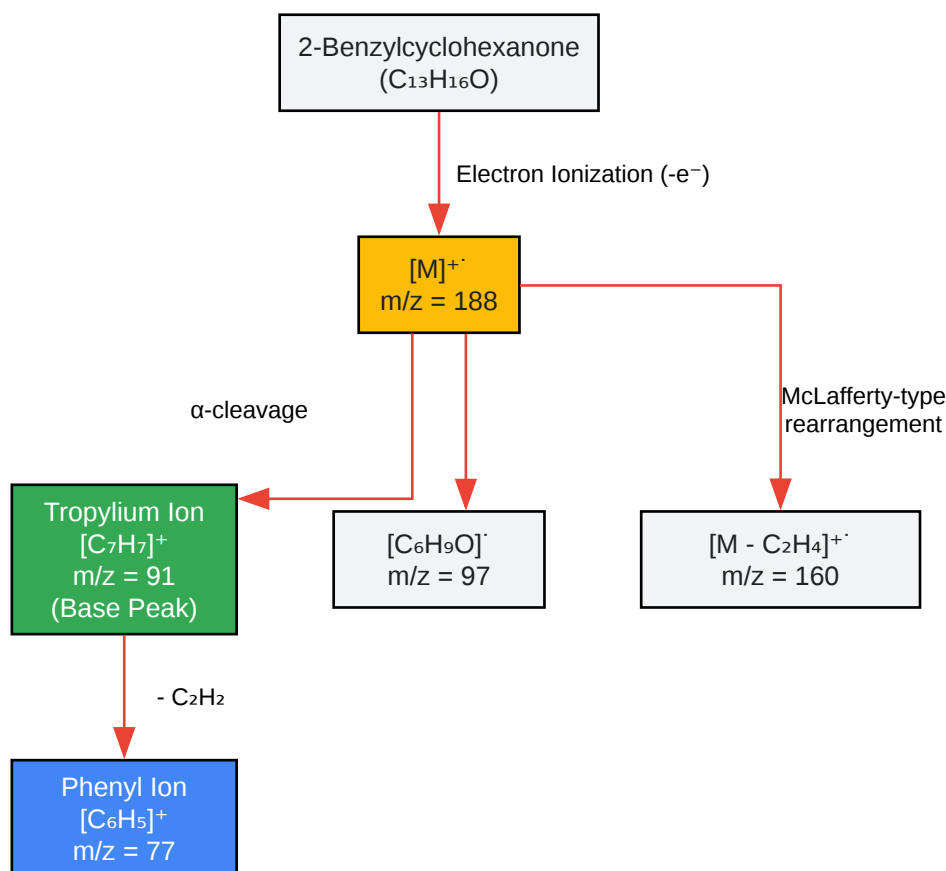 2-Benzylcyclohexanone
(C₁₃H₁₆O)
Electron Ionization (-e⁻)
[M]⁺˙
m/z = 188
α-cleavage
McLafferty-type
rearrangement
Tropylium Ion
[C₇H₇]⁺
m/z = 91
(Base Peak)
[C₆H₉O]˙
m/z = 97
[M - C₂H₄]⁺˙
m/z = 160
- C₂H₂
Phenyl Ion
[C₆H₅]⁺
m/z = 77